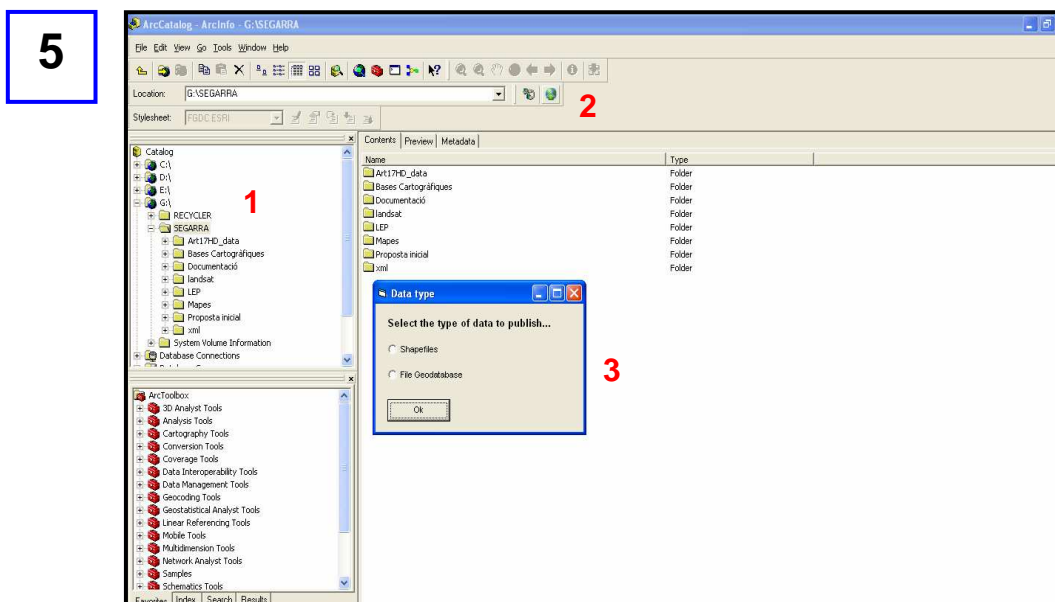 5
ArcCatalog - ArcInfo - G:\SEGARRA
File Edit View Go Tools Window Help
Location: G:\SEGARRA
2
Stylesheet: FGDC ESRI
Contents Preview Metadata
Catalog
C:\
D:\
E:\
G:\
RECYCLER
SEGARRA
Art17HD_data
Bases Cartogràfiques
Documentació
landsat
LEP
Mapes
Proposta inicial
xml
System Volume Information
Database Connections
1
Name Type
Art17HD_data Folder
Bases Cartogràfiques Folder
Documentació Folder
landsat Folder
LEP Folder
Mapes Folder
Proposta inicial Folder
xml Folder
Data type
Select the type of data to publish...
Shapefiles
File Geodatabase
Ok
3
ArcToolbox
3D Analyst Tools
Analysis Tools
Cartography Tools
Conversion Tools
Coverage Tools
Data Interoperability Tools
Data Management Tools
Geocoding Tools
Geostatistical Analyst Tools
Linear Referencing Tools
Mobile Tools
Multidimension Tools
Network Analyst Tools
Samples
Schematics Tools
Favorites Index Search Results